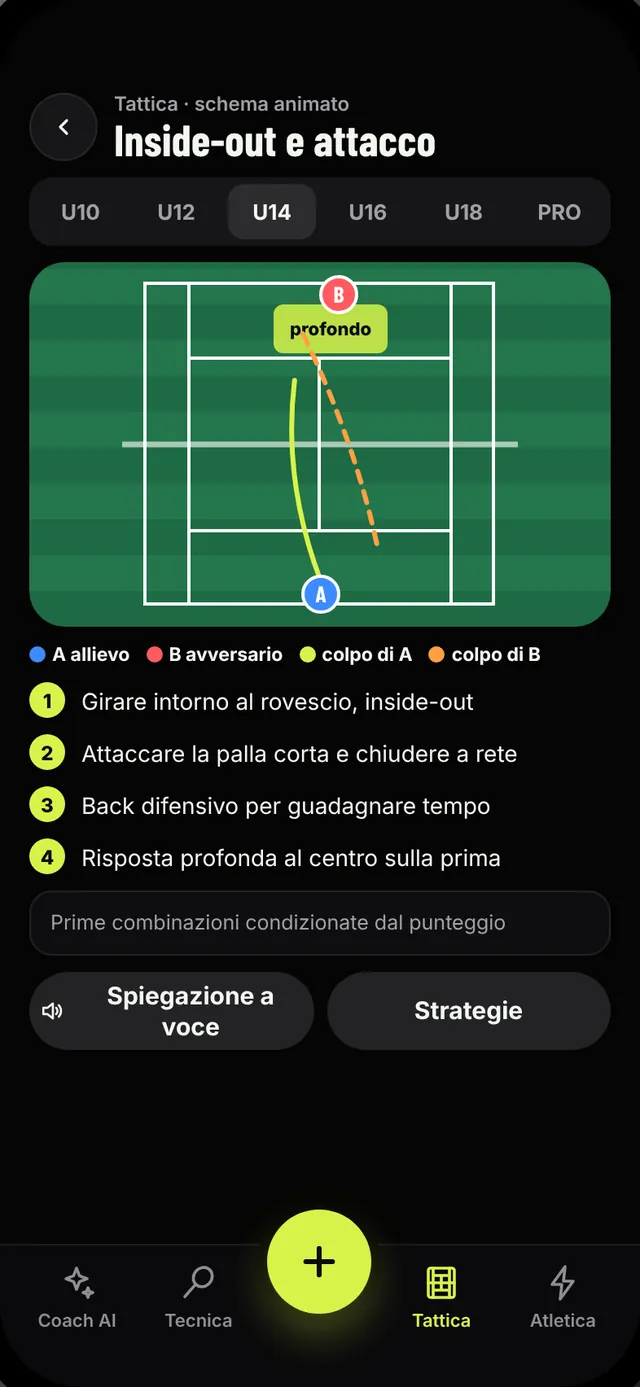 Tattica · schema animato
Inside-out e attacco
U10 U12 U14 U16 U18 PRO
B
profondo
A
A allievo B avversario colpo di A colpo di B
1 Girare intorno al rovescio, inside-out
2 Attaccare la palla corta e chiudere a rete
3 Back difensivo per guadagnare tempo
4 Risposta profonda al centro sulla prima
Prime combinazioni condizionate dal punteggio
Spiegazione a
voce
Strategie
Coach AI Tecnica Tattica Atletica